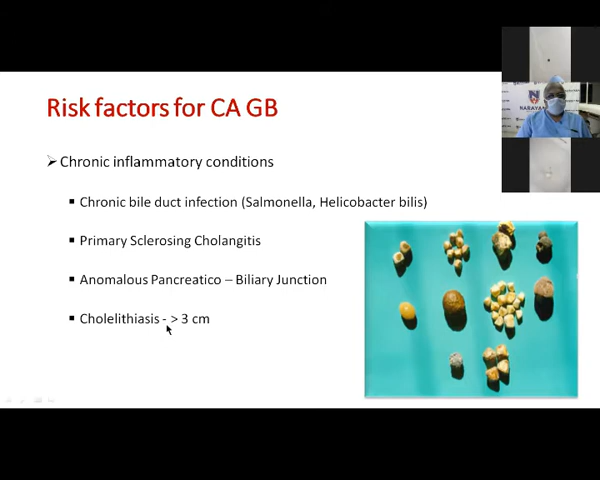 Risk factors for CA GB
Chronic inflammatory conditions
Chronic bile duct infection (Salmonella, Helicobacter bilis)
Primary Sclerosing Cholangitis
Anomalous Pancreatico – Biliary Junction
Cholelithiasis - > 3 cm